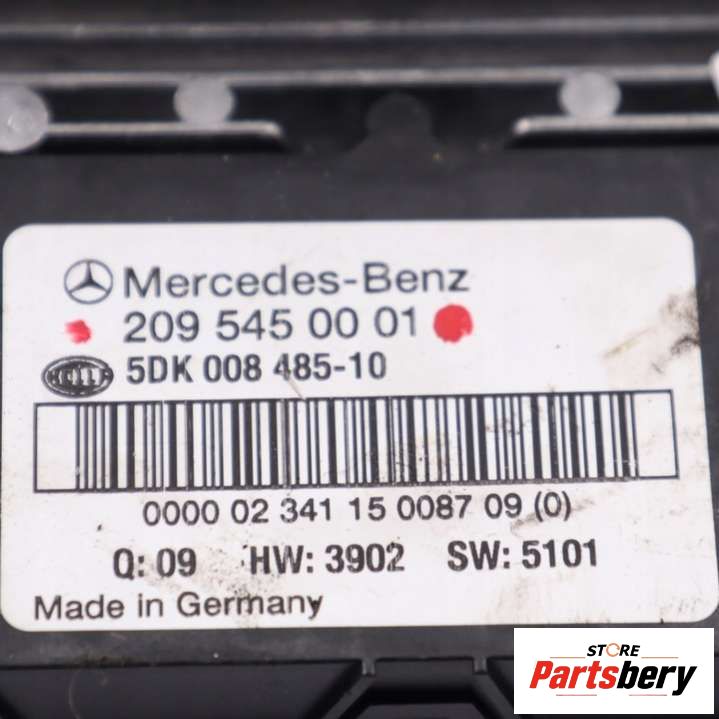 Mercedes-Benz
209 545 00 01
HELLA
5DK 008 485-10
0000 02 341 15 0087 09 (0)
Q: 09 HW: 3902 SW: 5101
Made in Germany
STORE
Partsbery